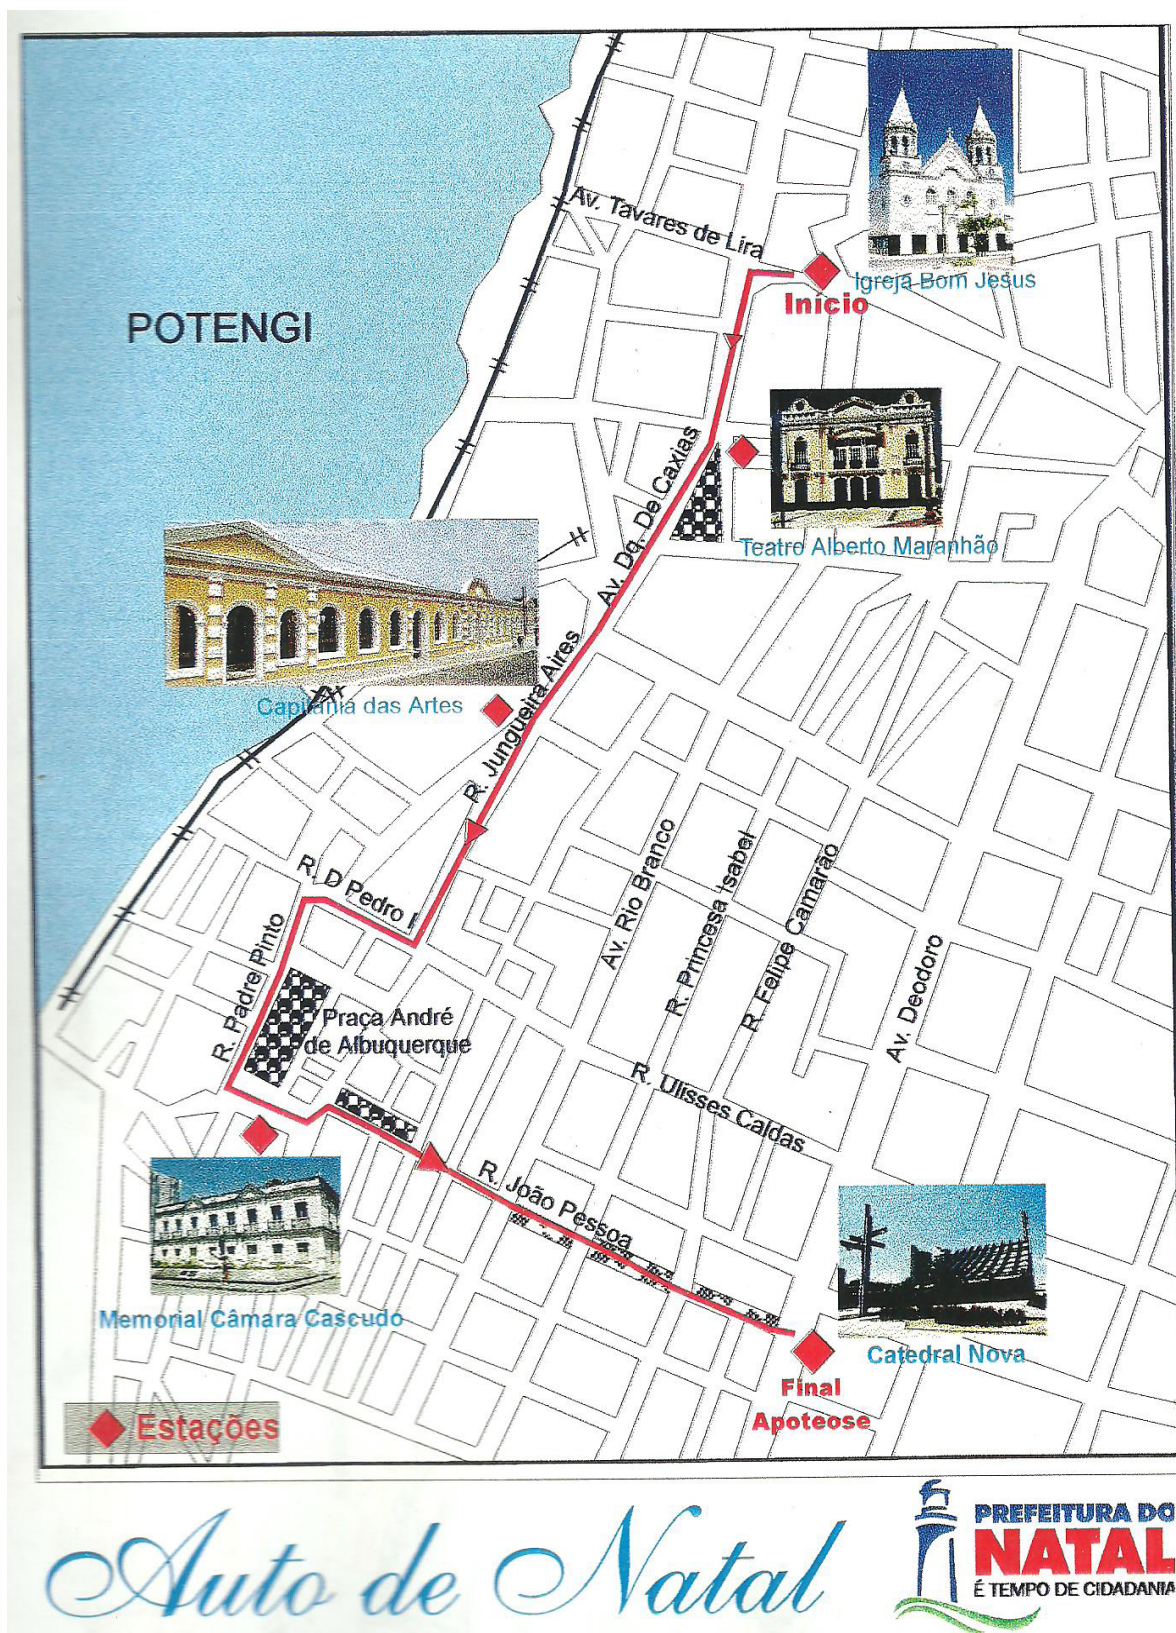 Av. Tavares de Lira
Igreja Bom Jesus
Início
POTENGI
Av. Dq. De Caxias
Teatro Alberto Maranhão
R. Jungueira Aires
Capitania das Artes
R. D Pedro I
Av. Rio Branco
R. Princesa Isabel
R. Felipe Camarão
Av. Deodoro
R. Padre Pinto
Praça André
de Albuquerque
R. Ulisses Caldas
R. João Pessoa
Memorial Câmara Cascudo
Catedral Nova
Final
Apoteose
Estações
Auto de Natal
PREFEITURA DO
NATAL
É TEMPO DE CIDADANIA